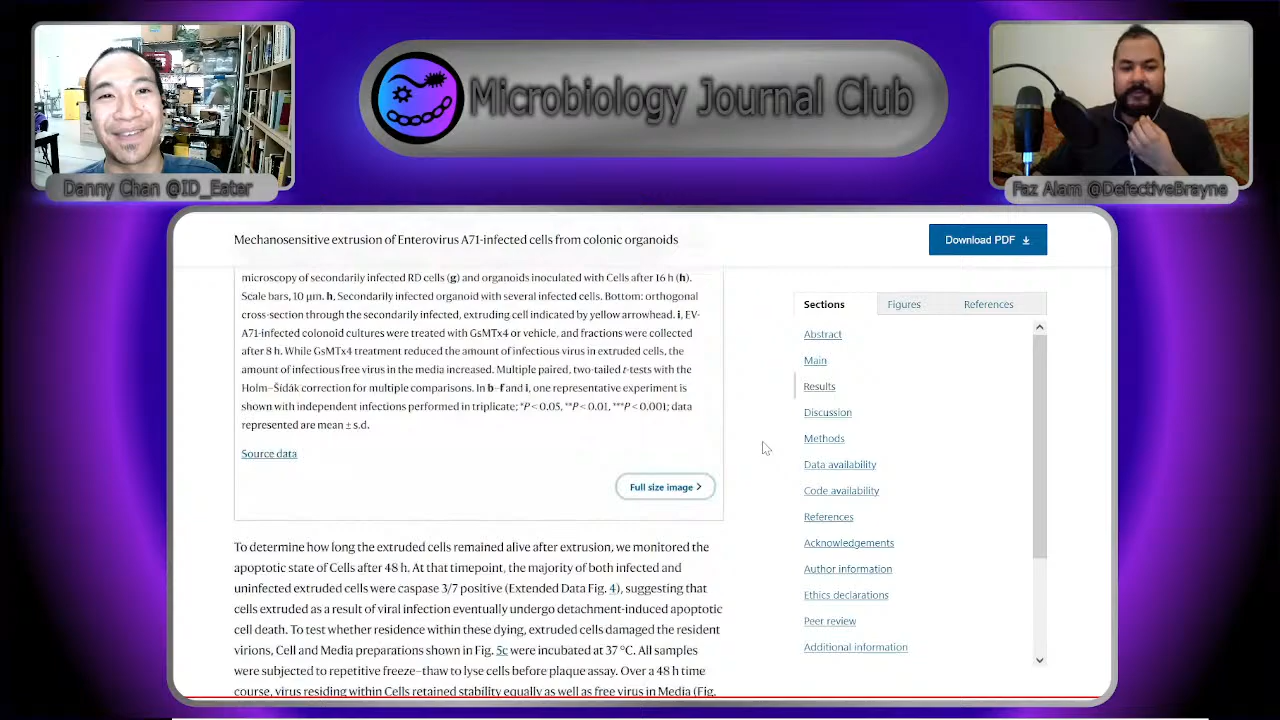 Microbiology Journal Club
Danny Chan @ID_Eater
Faz Alam @DefectiveBrayne
Mechanosensitive extrusion of Enterovirus A71-infected cells from colonic organoids
Download PDF
microscopy of secondarily infected RD cells (g) and organoids inoculated with Cells after 16 h (h).
Scale bars, 10 μm. h, Secondarily infected organoid with several infected cells. Bottom: orthogonal
cross-section through the secondarily infected, extruding cell indicated by yellow arrowhead. i, EV-
A71-infected colonoid cultures were treated with GsMTx4 or vehicle, and fractions were collected
after 8 h. While GsMTx4 treatment reduced the amount of infectious virus in extruded cells, the
amount of infectious free virus in the media increased. Multiple paired, two-tailed t-tests with the
Holm–Šídák correction for multiple comparisons. In b–f and i, one representative experiment is
shown with independent infections performed in triplicate; *P < 0.05, **P < 0.01, ***P < 0.001; data
represented are mean ± s.d.
Source data
Full size image
To determine how long the extruded cells remained alive after extrusion, we monitored the
apoptotic state of Cells after 48 h. At that timepoint, the majority of both infected and
uninfected extruded cells were caspase 3/7 positive (Extended Data Fig. 4), suggesting that
cells extruded as a result of viral infection eventually undergo detachment-induced apoptotic
cell death. To test whether residence within these dying, extruded cells damaged the resident
virions, Cell and Media preparations shown in Fig. 5c were incubated at 37 °C. All samples
were subjected to repetitive freeze–thaw to lyse cells before plaque assay. Over a 48 h time
course, virus residing within Cells retained stability equally as well as free virus in Media (Fig.
Sections
Figures
References
Abstract
Main
Results
Discussion
Methods
Data availability
Code availability
References
Acknowledgements
Author information
Ethics declarations
Peer review
Additional information